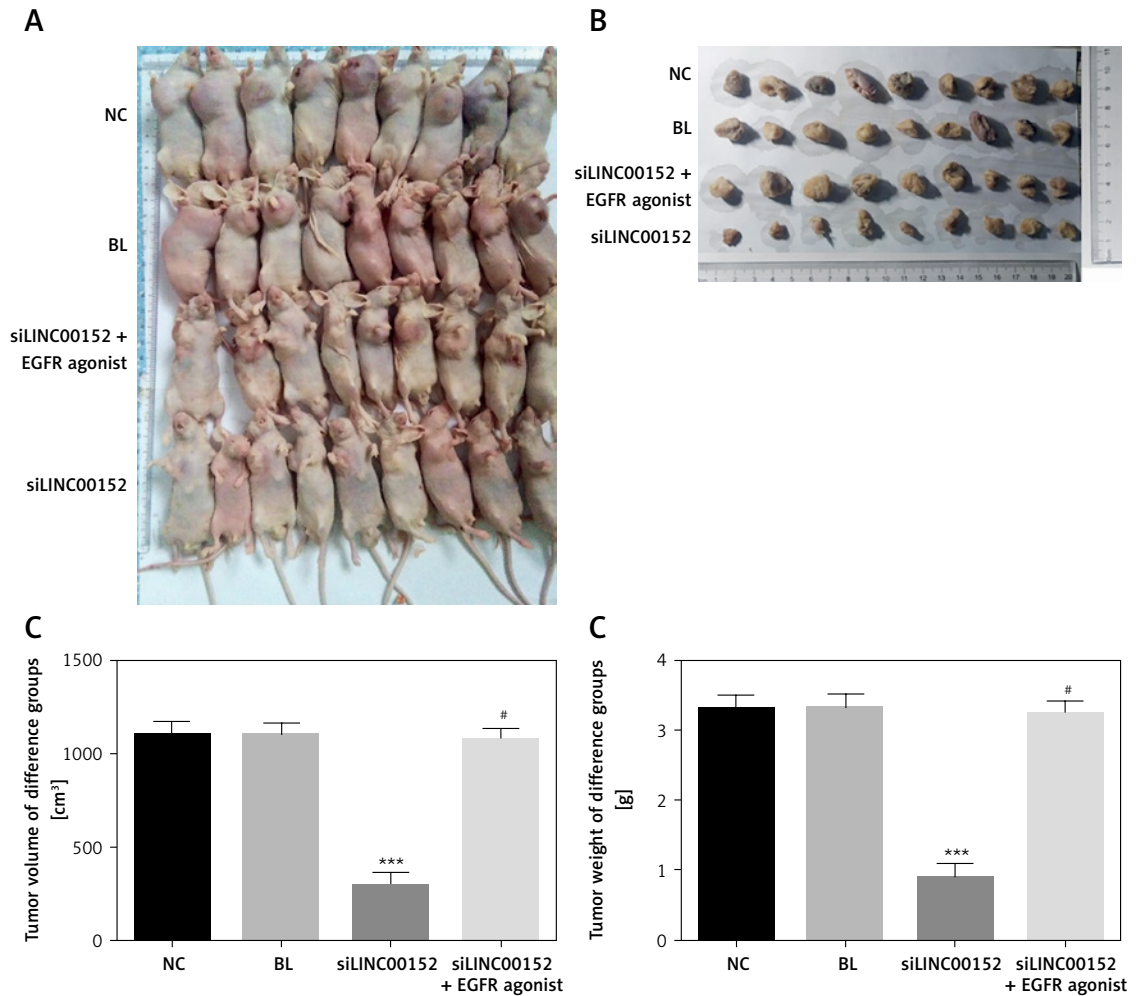 A
NC
BL
siLINC00152 +
EGFR agonist
siLINC00152
B
NC
BL
siLINC00152 +
EGFR agonist
siLINC00152
C
Tumor volume of difference groups
[cm³]
1500
1000
500
0
***
#
NC
BL
siLINC00152
siLINC00152
+ EGFR agonist
C
Tumor weight of difference groups
[g]
4
3
2
1
0
***
#
NC
BL
siLINC00152
siLINC00152
+ EGFR agonist